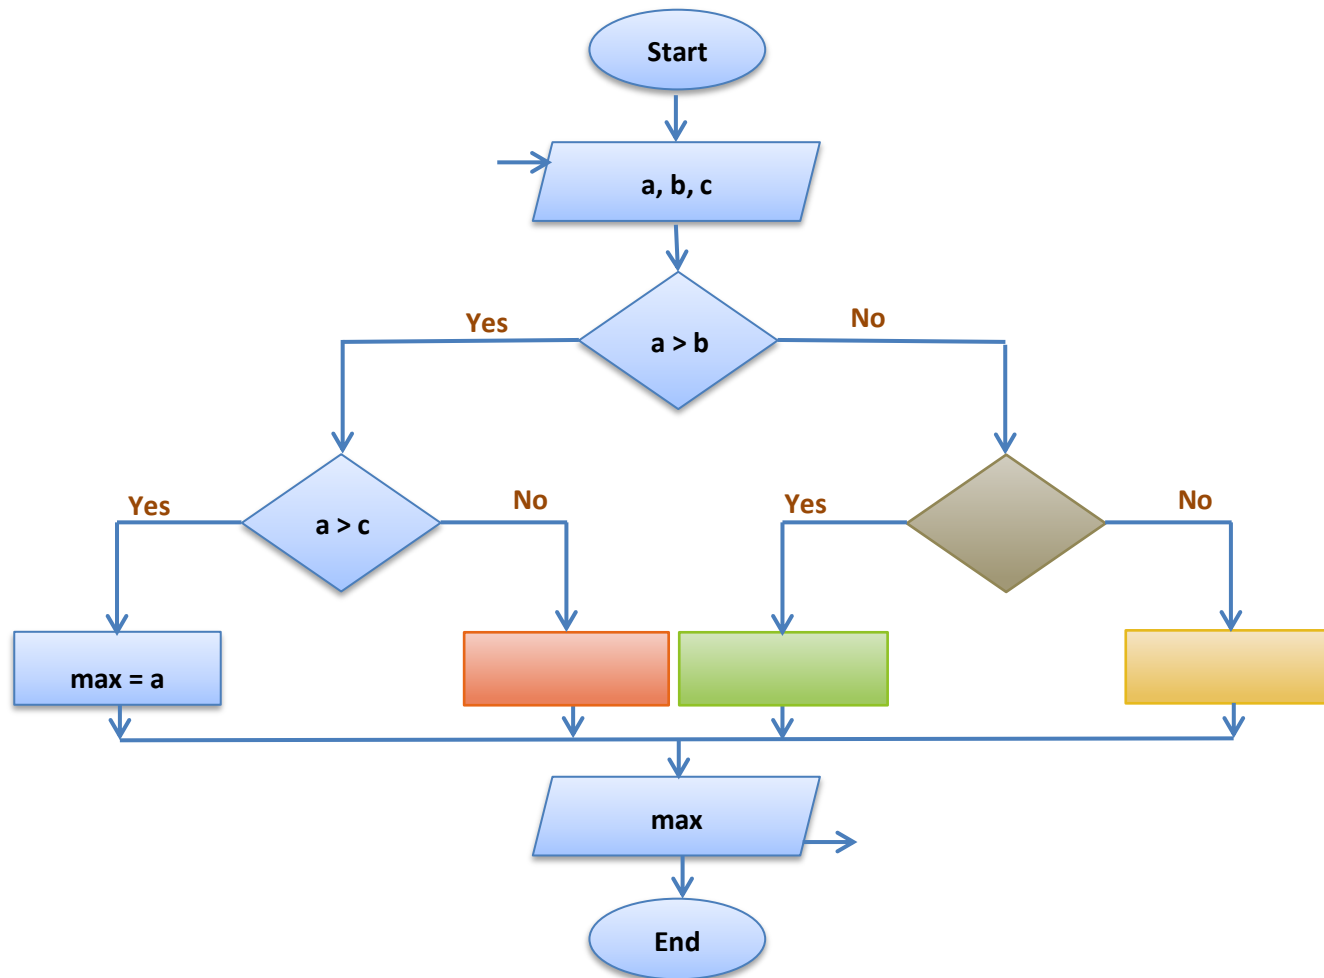 Start
a, b, c
a > b
Yes
No
a > c
Yes
No
Yes
No
max = a
max
End